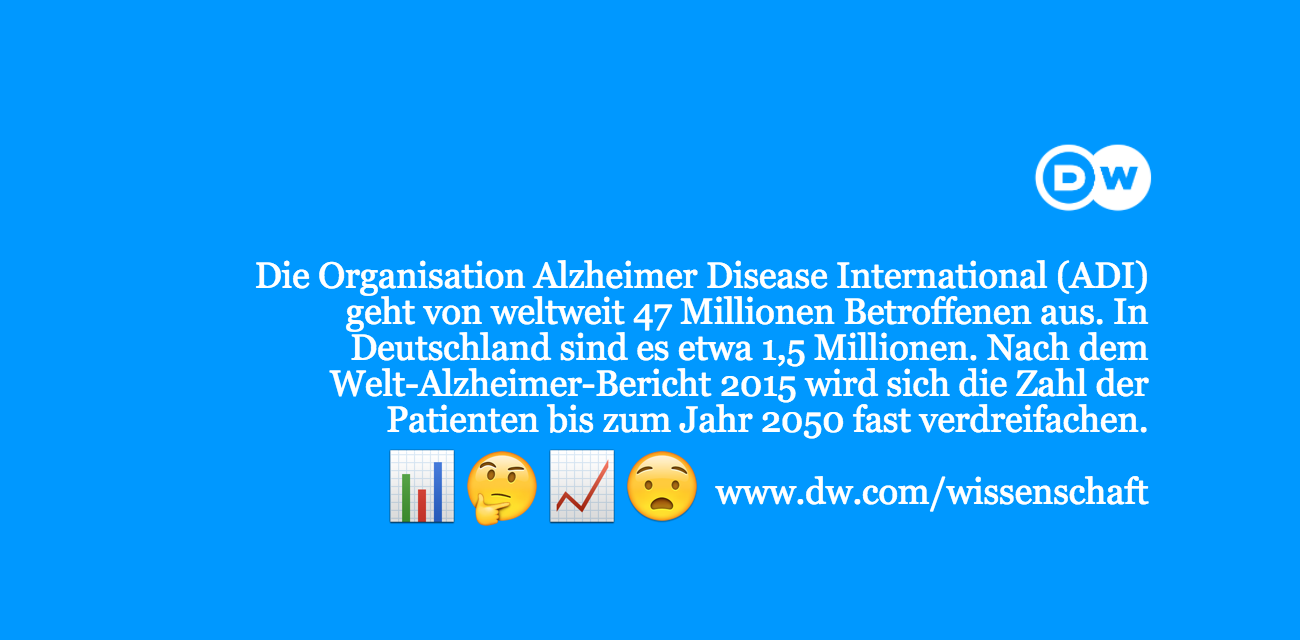 DW
Die Organisation Alzheimer Disease International (ADI)
geht von weltweit 47 Millionen Betroffenen aus. In
Deutschland sind es etwa 1,5 Millionen. Nach dem
Welt-Alzheimer-Bericht 2015 wird sich die Zahl der
Patienten bis zum Jahr 2050 fast verdreifachen.
📊 🤔 📈 😧 www.dw.com/wissenschaft